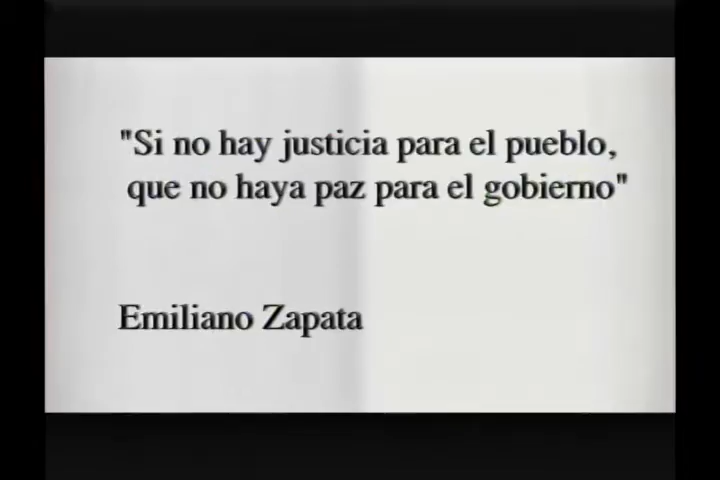 "Si no hay justicia para el pueblo,
que no haya paz para el gobierno"
Emiliano Zapata